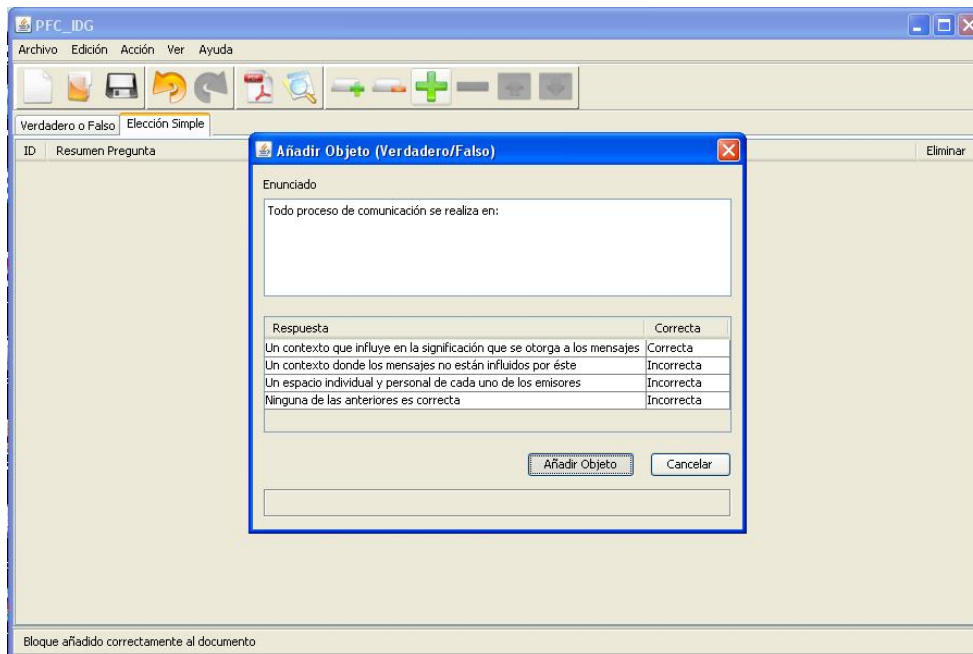 PFC_IDG
Archivo Edición Acción Ver Ayuda
Verdadero o Falso Elección Simple
ID Resumen Pregunta Eliminar
Añadir Objeto (Verdadero/Falso)
Enunciado
Todo proceso de comunicación se realiza en:
Respuesta Correcta
Un contexto que influye en la significación que se otorga a los mensajes Correcta
Un contexto donde los mensajes no están influidos por éste Incorrecta
Un espacio individual y personal de cada uno de los emisores Incorrecta
Ninguna de las anteriores es correcta Incorrecta
Añadir Objeto Cancelar
Bloque añadido correctamente al documento